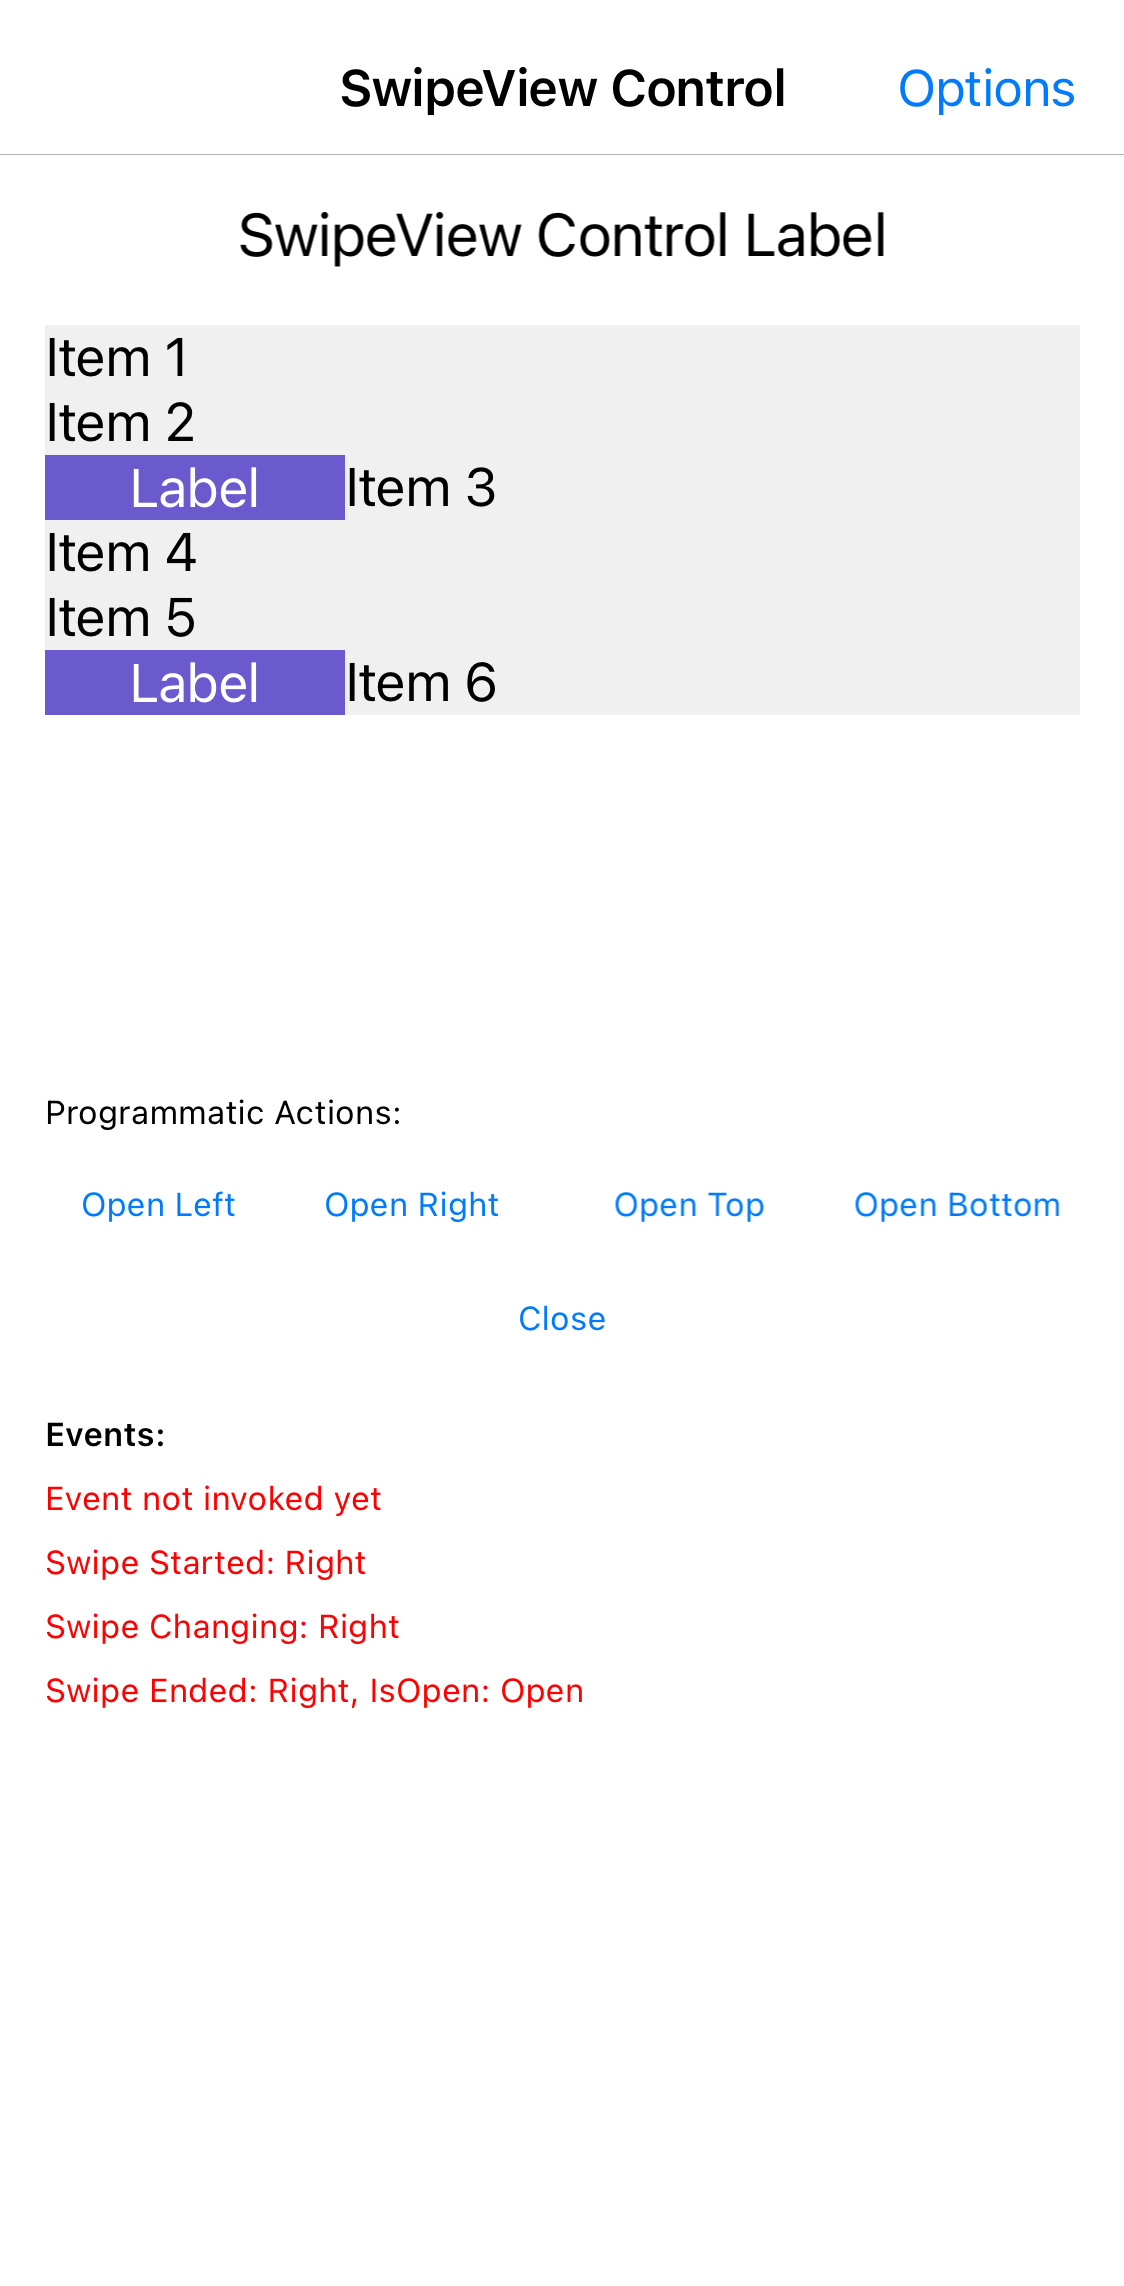 SwipeView Control Options
SwipeView Control Label
Item 1
Item 2
Label Item 3
Item 4
Item 5
Label Item 6
Programmatic Actions:
Open Left Open Right Open Top Open Bottom
Close
Events:
Event not invoked yet
Swipe Started: Right
Swipe Changing: Right
Swipe Ended: Right, IsOpen: Open